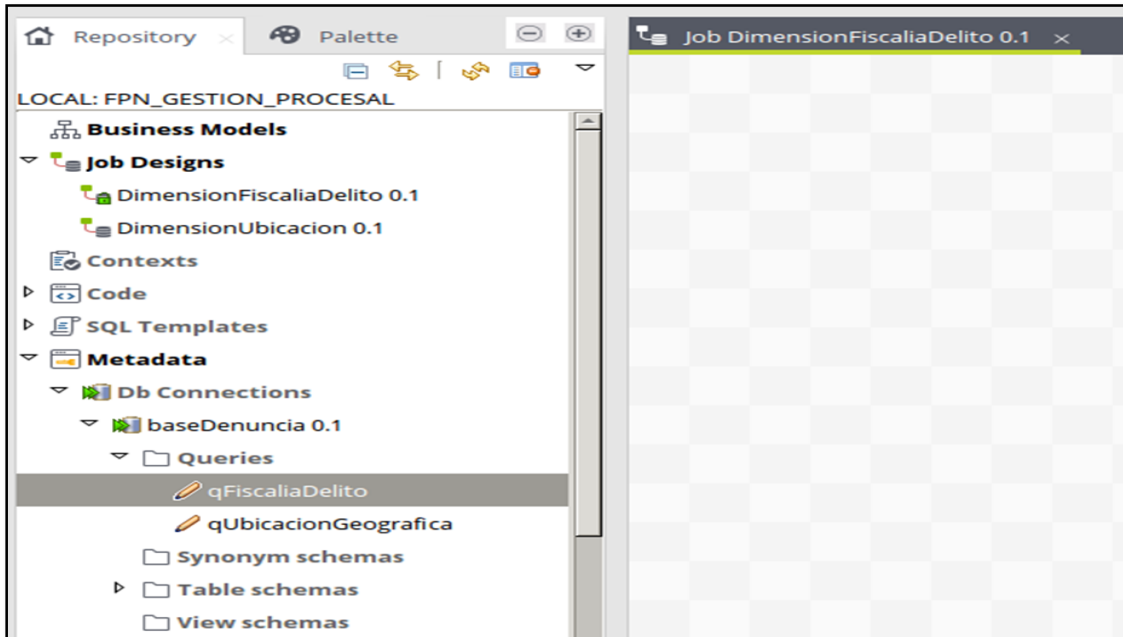 Repository
Palette
Job DimensionFiscaliaDelito 0.1
LOCAL: FPN_GESTION_PROCESAL
Business Models
Job Designs
DimensionFiscaliaDelito 0.1
DimensionUbicacion 0.1
Contexts
Code
SQL Templates
Metadata
Db Connections
baseDenuncia 0.1
Queries
qFiscaliaDelito
qUbicacionGeografica
Synonym schemas
Table schemas
View schemas